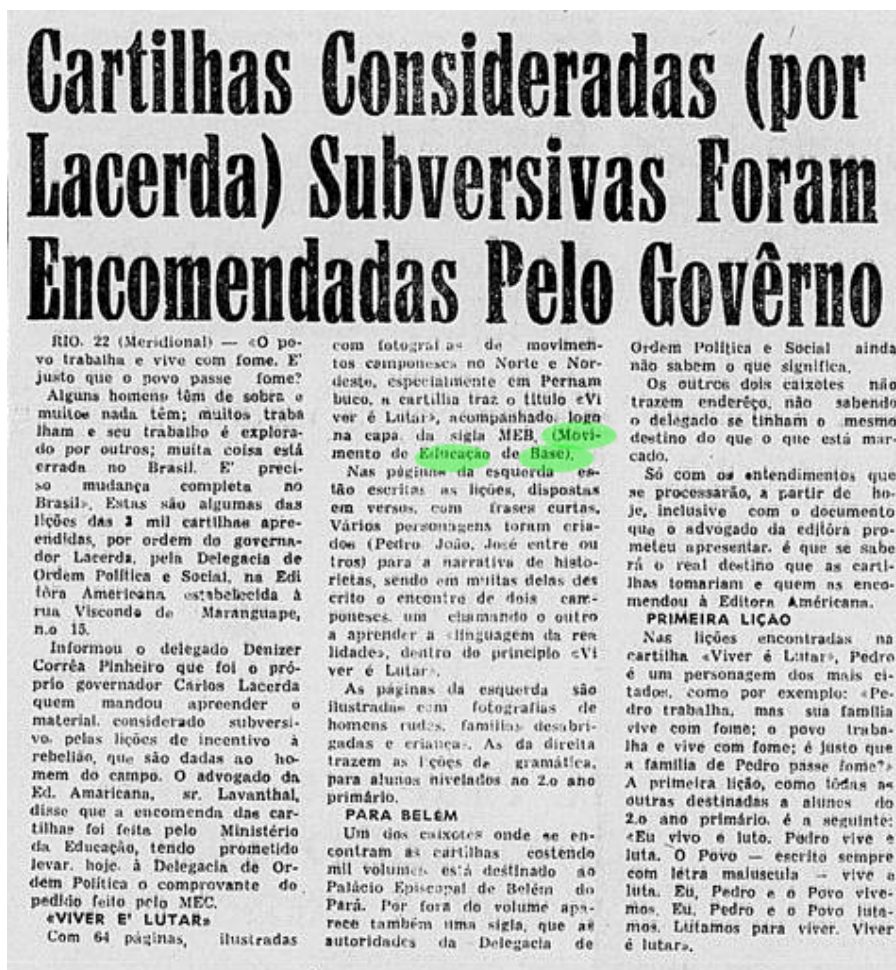 Cartilhas Consideradas (por
Lacerda) Subversivas Foram
Encomendadas Pelo Govêrno
RIO. 22 (Meridional) — «O po-
vo trabalha e vive com fome. E'
justo que o povo passe fome?
Alguns homens têm de sobra e
muitos nada têm; muitos traba
lham e seu trabalho é explora-
do por outros; muita coisa está
errada no Brasil. E' preci-
so mudança completa no
Brasil». Estas são algumas das
lições das 3 mil cartilhas apre-
endidas, por ordem do governa-
dor Lacerda, pela Delegacia de
Ordem Política e Social, na Edi
tôra Americana estabelecida à
rua Visconde de Maranguape,
n.o 15.
Informou o delegado Denizer
Corrêa Pinheiro que foi o pró-
prio governador Carlos Lacerda
quem mandou apreender o
material, considerado subversi-
vo, pelas lições de incentivo à
rebelião, que são dadas ao ho-
mem do campo. O advogado da
Ed. Amaricana, sr. Lavanthal,
disse que a encomenda das car-
tilhas foi feita pelo Ministério
da Educação, tendo prometido
levar, hoje, à Delegacia de Or-
dem Política o comprovante do
pedido feito pelo MEC.
«VIVER E' LUTAR»
Com 64 páginas, ilustradas
com fotografias de movimen-
tos camponeses no Norte e Nor-
deste, especialmente em Pernam
buco, a cartilha traz o título «Vi
ver é Lutar», acompanhado, logo
na capa, da sigla MEB, (Movi-
mento de Educação de Base).
Nas páginas da esquerda es-
tão escritas as lições, dispostas
em versos, com frases curtas.
Vários personagens foram cria-
dos (Pedro, João, José entre ou
tros) para a narrativa de histo-
rietas, sendo em muitas delas des
crito o encontro de dois cam-
poneses, um chamando o outro
a aprender a «linguagem da rea
lidade», dentro do princípio «Vi
ver é Lutar».
As páginas da esquerda são
ilustradas com fotografias de
homens rudes, famílias desabri-
gadas e crianças. As da direita
trazem as lições de gramática,
para alunos nivelados ao 2.o ano
primário.
PARA BELÉM
Um dos caixotes onde se en-
contram as cartilhas contendo
mil volumes está destinado ao
Palácio Episcopal de Belém do
Pará. Por fora do volume apa-
rece também uma sigla, que as
autoridades da Delegacia de
Ordem Política e Social ainda
não sabem o que significa.
Os outros dois caixotes não
trazem enderêço, não sabendo
o delegado se tinham o mesmo
destino do que o que está mar-
cado.
Só com os entendimentos que
se processarão, a partir de ho-
je, inclusive com o documento
que o advogado da editôra pro-
meteu apresentar, é que se sabe
rá o real destino que as carti-
lhas tomariam e quem as enco-
mendou à Editora Américana.
PRIMEIRA LIÇAO
Nas lições encontradas na
cartilha «Viver é Lutar», Pedro
é um personagem dos mais ci-
tados, como por exemplo: «Pe-
dro trabalha, mas sua família
vive com fome; o povo traba-
lha e vive com fome; é justo que
a família de Pedro passe fome?»
A primeira lição, como tôdas as
outras destinadas a alunos do
2.o ano primário, é a seguinte:
«Eu vivo e luto. Pedro vive e
luta. O Povo — escrito sempre
com letra maiuscula — vive e
luta. Eu, Pedro e o Povo vive-
mos. Eu, Pedro e o Povo luta-
mos. Lutamos para viver. Viver
é lutar».